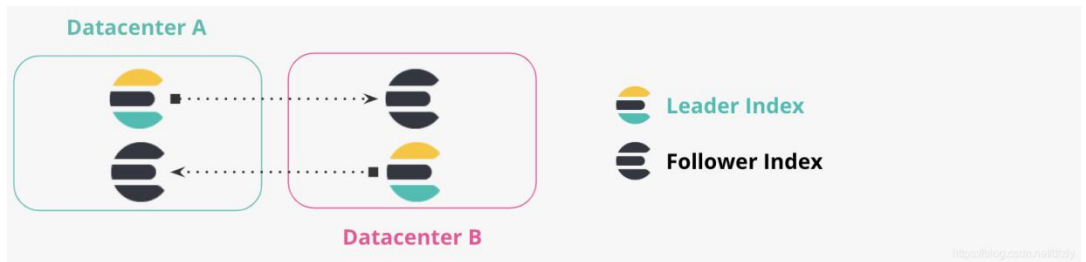 Datacenter A
Leader Index
Follower Index
Datacenter B